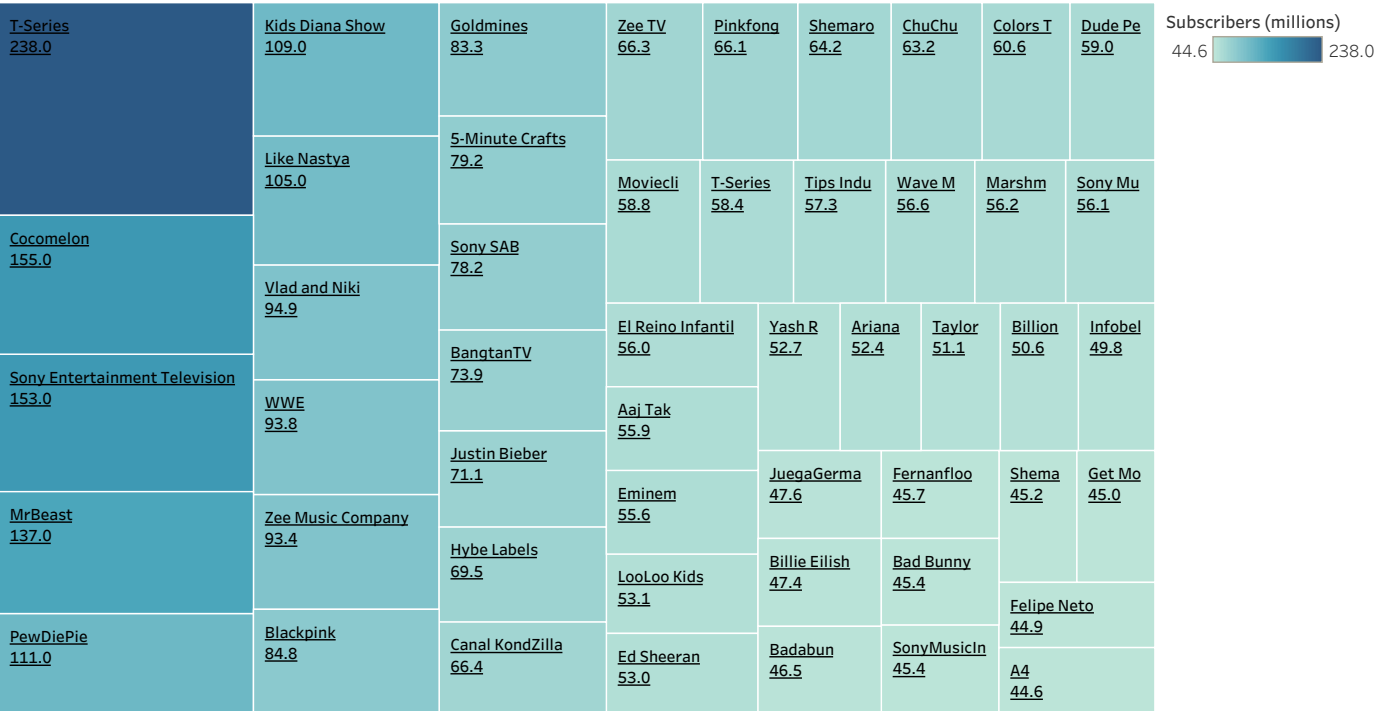 T-Series
238.0
Cocomelon
155.0
Sony Entertainment Television
153.0
MrBeast
137.0
PewDiePie
111.0
Kids Diana Show
109.0
Like Nastya
105.0
Vlad and Niki
94.9
WWE
93.8
Zee Music Company
93.4
Blackpink
84.8
Goldmines
83.3
5-Minute Crafts
79.2
Sony SAB
78.2
BangtanTV
73.9
Justin Bieber
71.1
Hybe Labels
69.5
Canal KondZilla
66.4
Zee TV
66.3
Pinkfong
66.1
Shemaro
64.2
ChuChu
63.2
Colors T
60.6
Dude Pe
59.0
Moviecli
58.8
T-Series
58.4
Tips Indu
57.3
Wave M
56.6
Marshm
56.2
Sony Mu
56.1
El Reino Infantil
56.0
Aaj Tak
55.9
Eminem
55.6
LooLoo Kids
53.1
Ed Sheeran
53.0
Yash R
52.7
Ariana
52.4
Taylor
51.1
Billion
50.6
Infobel
49.8
JuegaGerma
47.6
Billie Eilish
47.4
Badabun
46.5
Fernanfloo
45.7
Bad Bunny
45.4
SonyMusicIn
45.4
Shema
45.2
Get Mo
45.0
Felipe Neto
44.9
A4
44.6
Subscribers (millions)
44.6 238.0